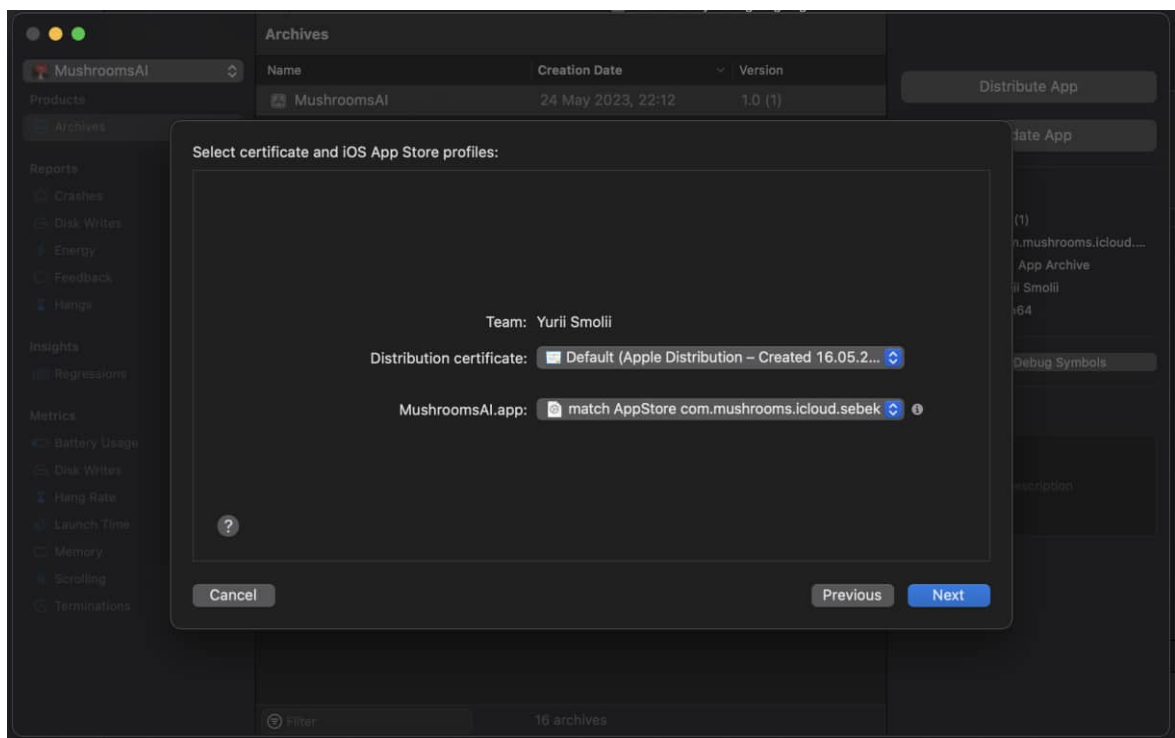 Archives
MushroomsAI
Name Creation Date Version
MushroomsAI 24 May 2023, 22:12 1.0 (1)
Distribute App
Products
Archives
date App
Select certificate and iOS App Store profiles:
Reports
Crashes
Disk Writes
Energy
Feedback
Hangs
(1)
n.mushrooms.icloud....
App Archive
ii Smolii
64
Team: Yurii Smolii
Insights
Regressions
Distribution certificate: Default (Apple Distribution – Created 16.05.2...
Debug Symbols
Metrics
MushroomsAI.app: match AppStore com.mushrooms.icloud.sebek
Battery Usage
Disk Writes
Hang Rate
Launch Time
Memory
Scrolling
Terminations
escription
?
Cancel Previous Next
Filter 16 archives